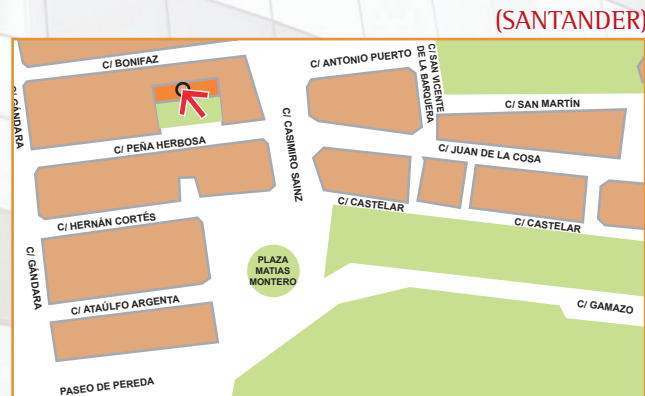 (SANTANDER)
C/ BONIFAZ
C/ ANTONIO PUERTO
C/ SAN VICENTE
DE LA BARQUERA
C/ GÁNDARA
C/ SAN MARTÍN
C/ PEÑA HERBOSA
C/ CASIMIRO SAINZ
C/ JUAN DE LA COSA
C/ CASTELAR
C/ HERNÁN CORTÉS
C/ CASTELAR
C/ GÁNDARA
PLAZA
MATIAS
MONTERO
C/ ATAÚLFO ARGENTA
C/ GAMAZO
PASEO DE PEREDA